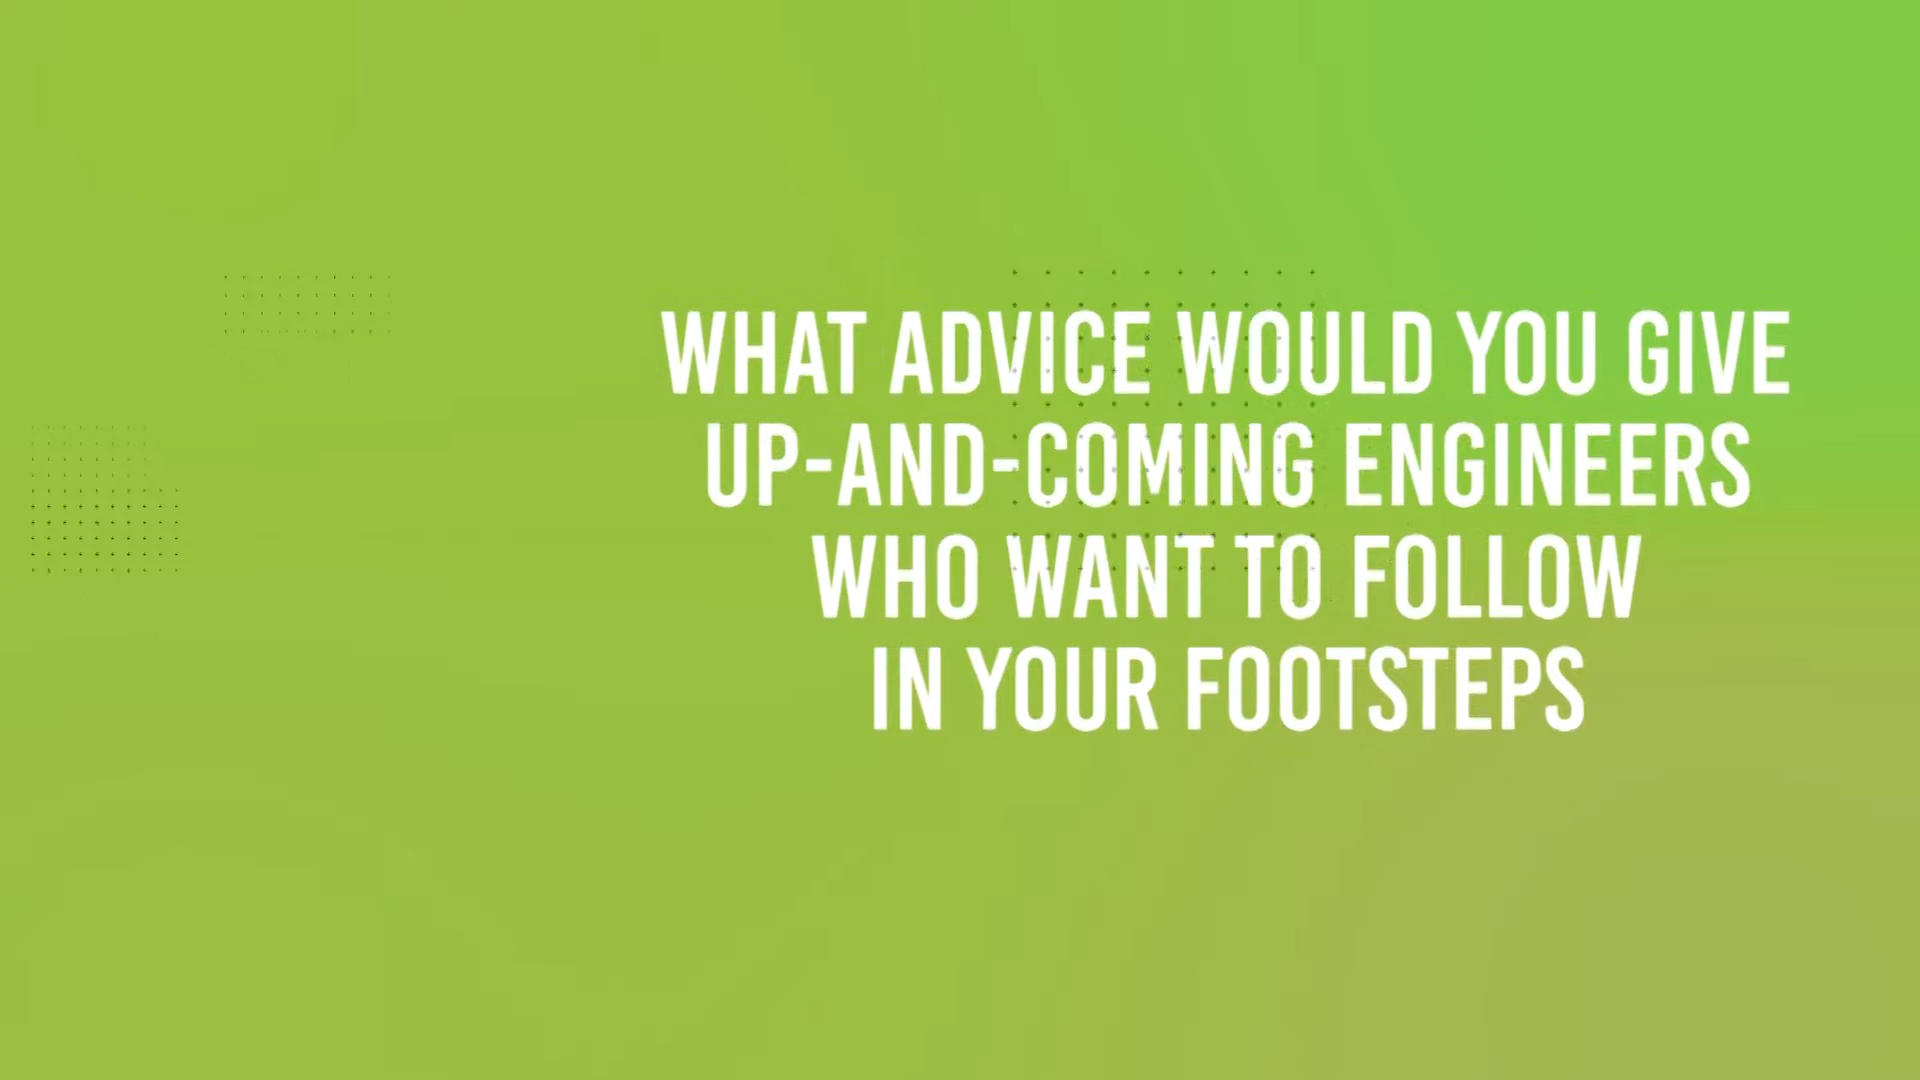 WHAT ADVICE WOULD YOU GIVE
UP-AND-COMING ENGINEERS
WHO WANT TO FOLLOW
IN YOUR FOOTSTEPS